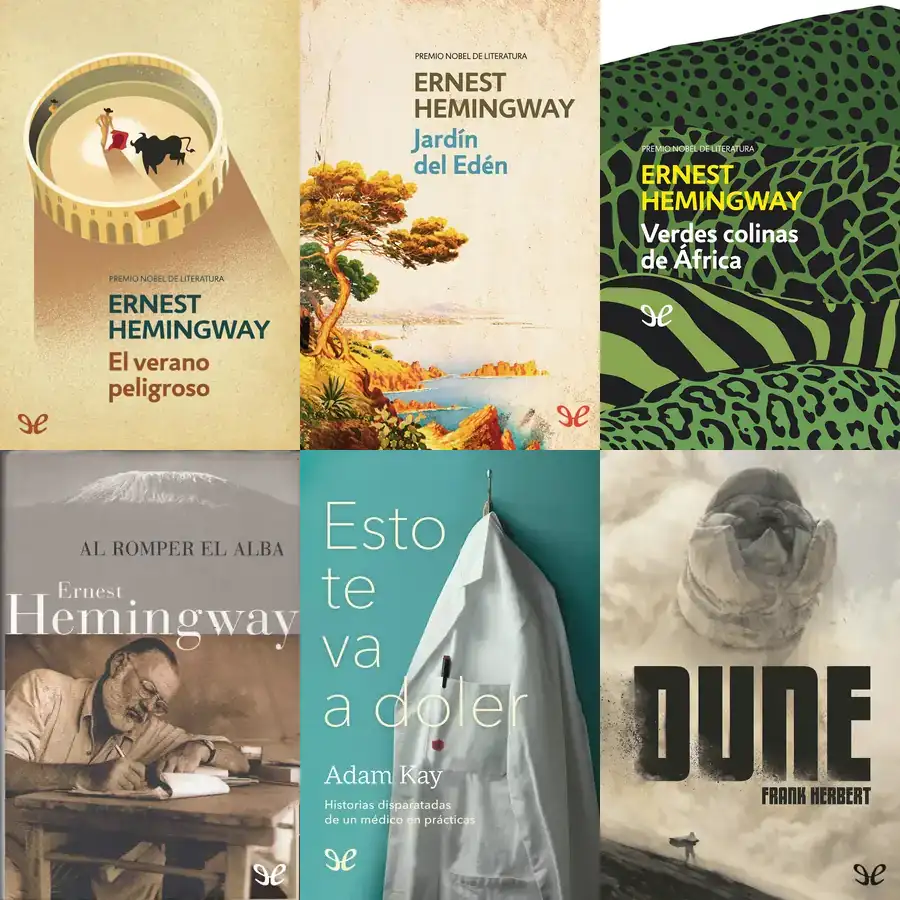 PREMIO NOBEL DE LITERATURA
ERNEST
HEMINGWAY
El verano
peligroso
PREMIO NOBEL DE LITERATURA
ERNEST
HEMINGWAY
Jardín
del Edén
PREMIO NOBEL DE LITERATURA
ERNEST
HEMINGWAY
Verdes colinas
de África
AL ROMPER EL ALBA
Ernest
Hemingway
Esto
te
va
a doler
Adam Kay
Historias disparatadas
de un médico en prácticas
DUNE
FRANK HERBERT